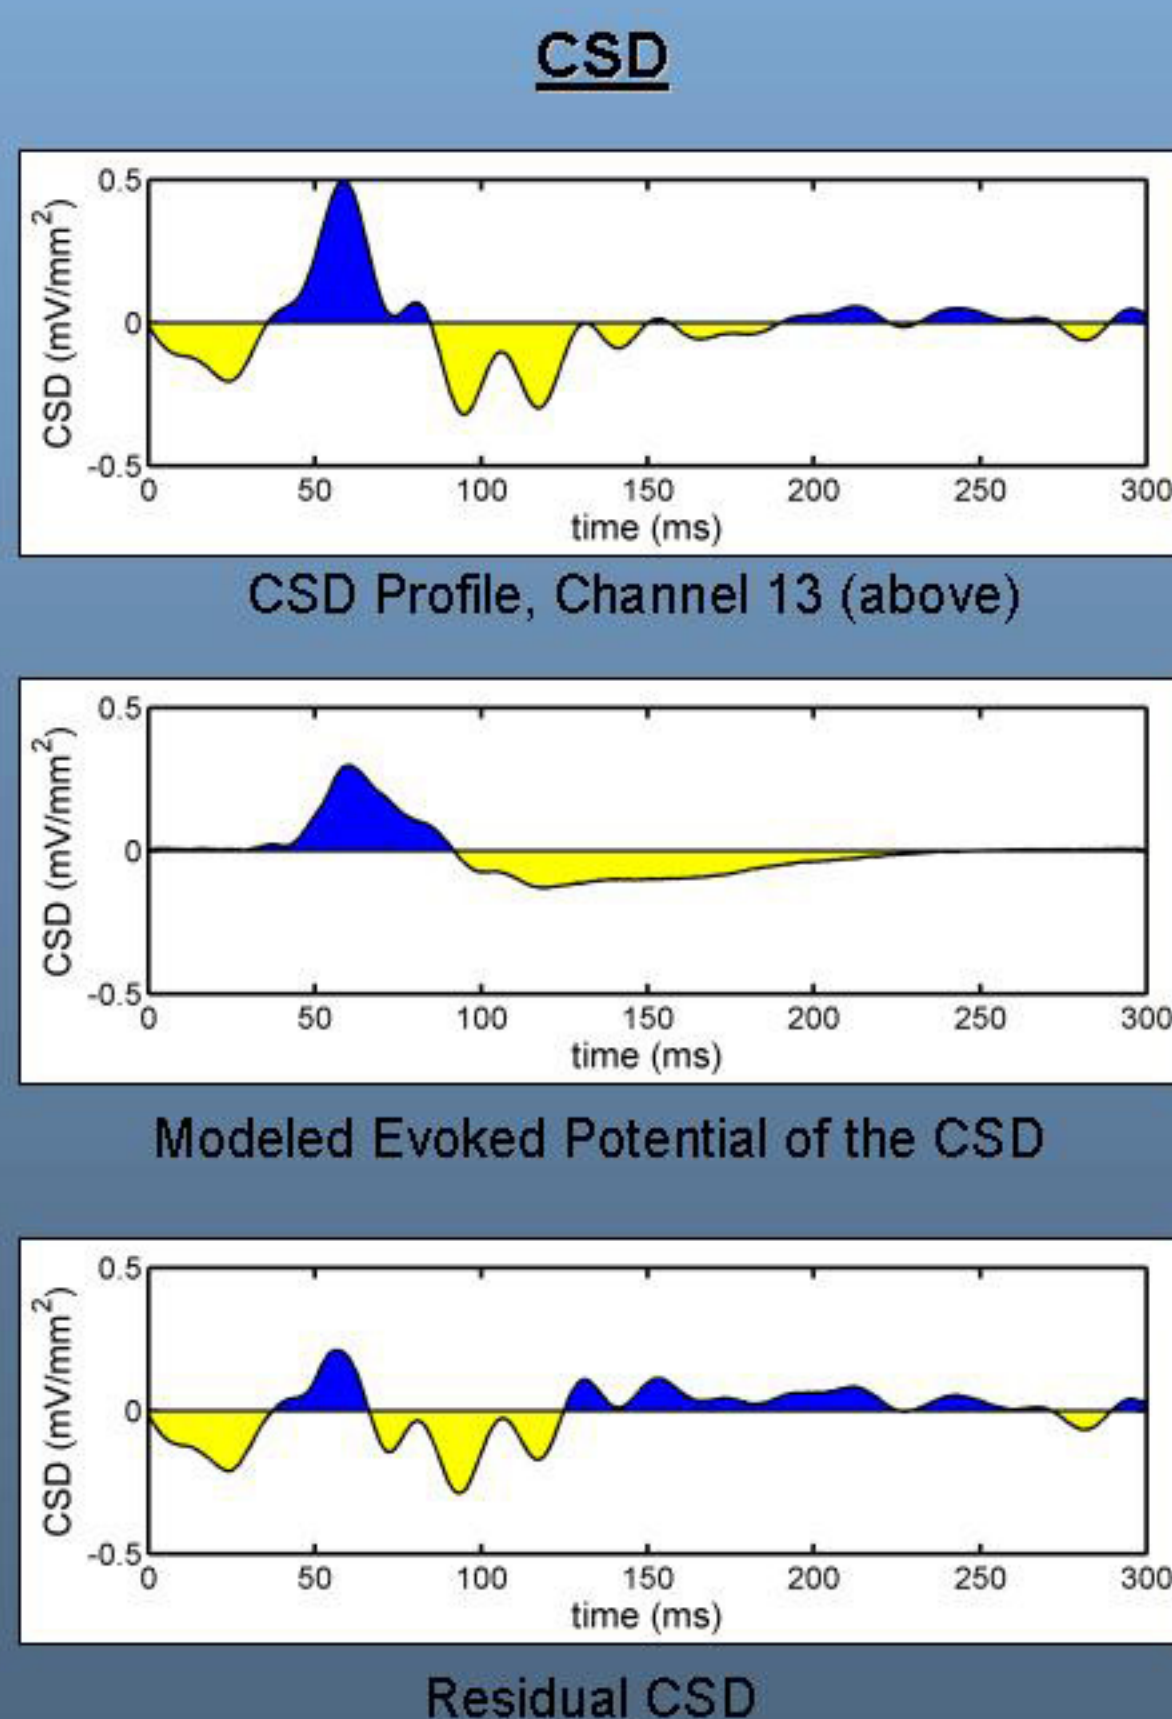 CSD
0.5
0
-0.5
CSD (mV/mm²)
0 50 100 150 200 250 300
time (ms)
CSD Profile, Channel 13 (above)
0.5
0
-0.5
CSD (mV/mm²)
0 50 100 150 200 250 300
time (ms)
Modeled Evoked Potential of the CSD
0.5
0
-0.5
CSD (mV/mm²)
0 50 100 150 200 250 300
time (ms)
Residual CSD